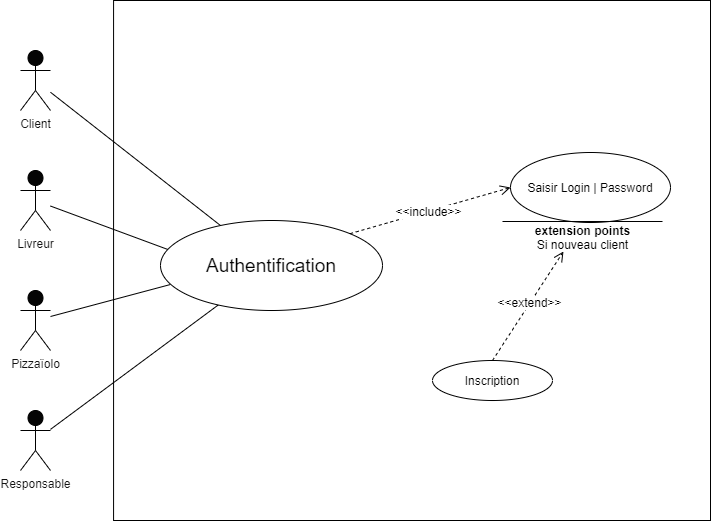 Client
Livreur
Pizzaïolo
Responsable
Authentification
<<include>>
Saisir Login | Password
extension points
Si nouveau client
<<extend>>
Inscription